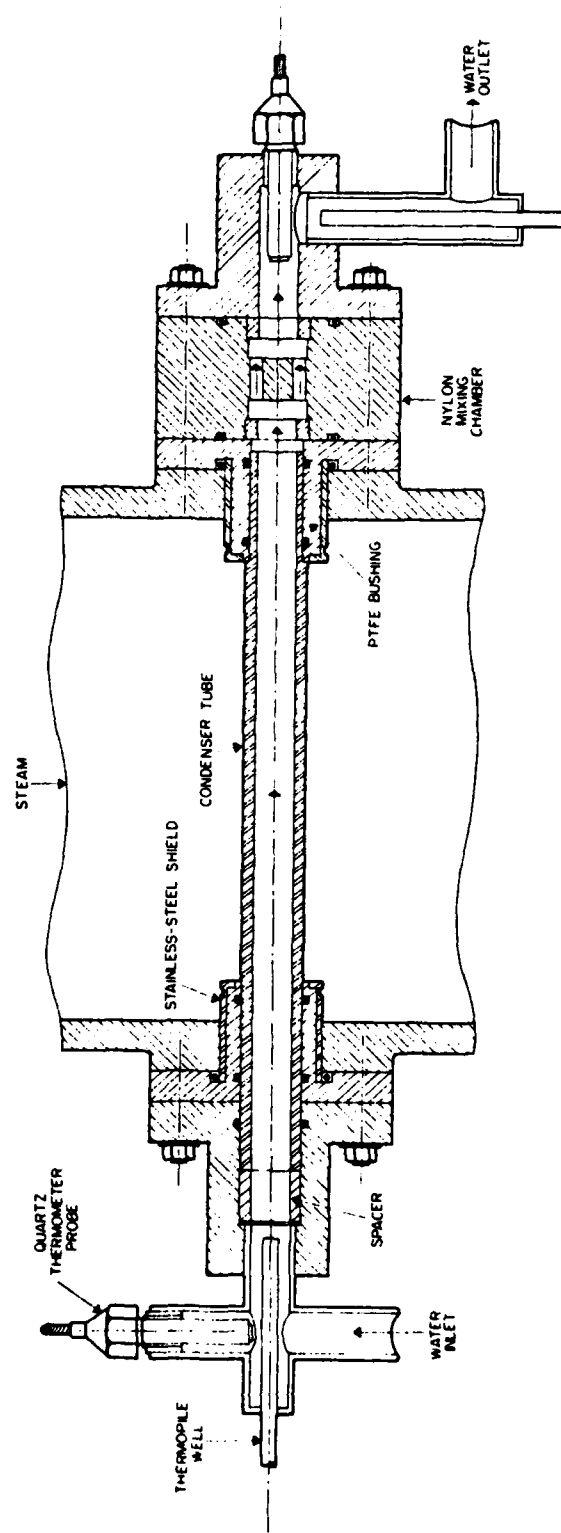 STEAM
CONDENSER TUBE
STAINLESS-STEEL SHIELD
QUARTZ
THERMOMETER
PROBE
THERMOPILE
WELL
WATER
INLET
SPACER
PTFE BUSHING
NYLON
MIXING
CHAMBER
WATER
OUTLET